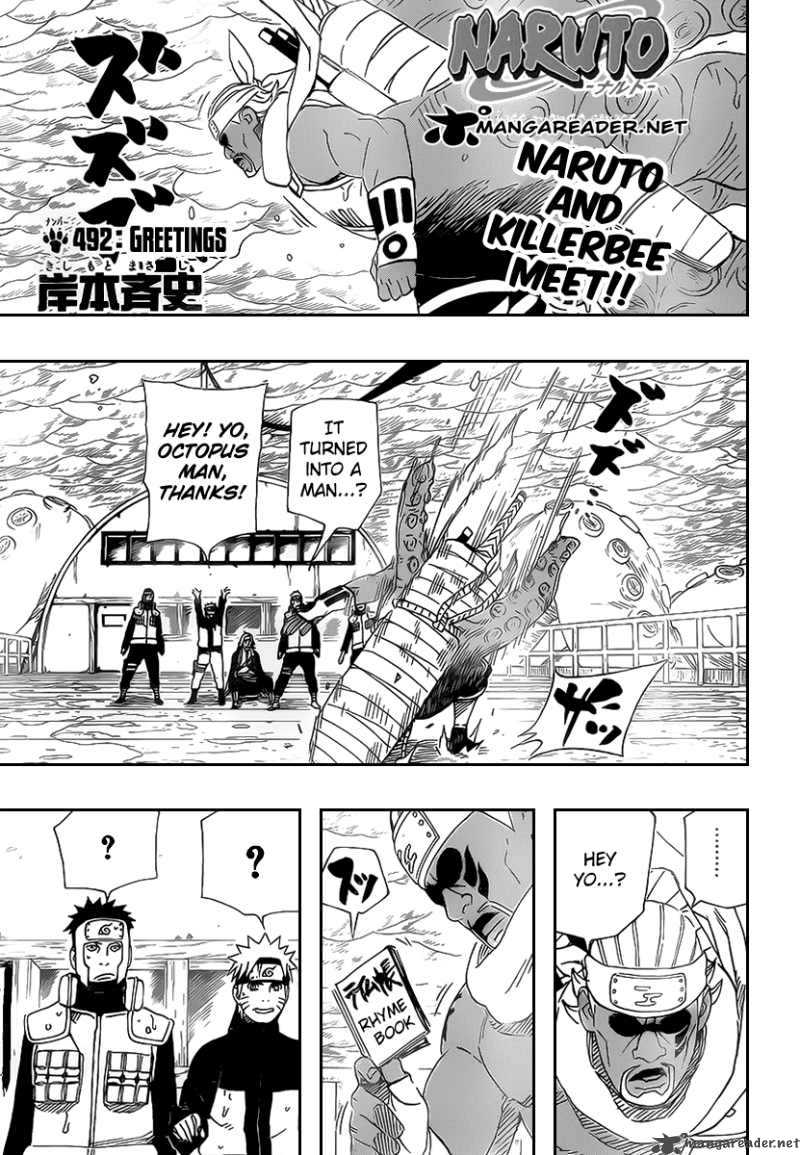 NARUTO
-ナルト-
MANGAREADER.NET
NARUTO
AND
KILLERBEE
MEET!!
ズズズ
ナンバー
492: GREETINGS
きしもとまさし
岸本斉史
IT
TURNED
INTO A
MAN...?
HEY! YO,
OCTOPUS
MAN,
THANKS!
ズズ...
ザッ
.........
HEY
YO...?
スッ
RHYME
BOOK
?
?
mangareader.net